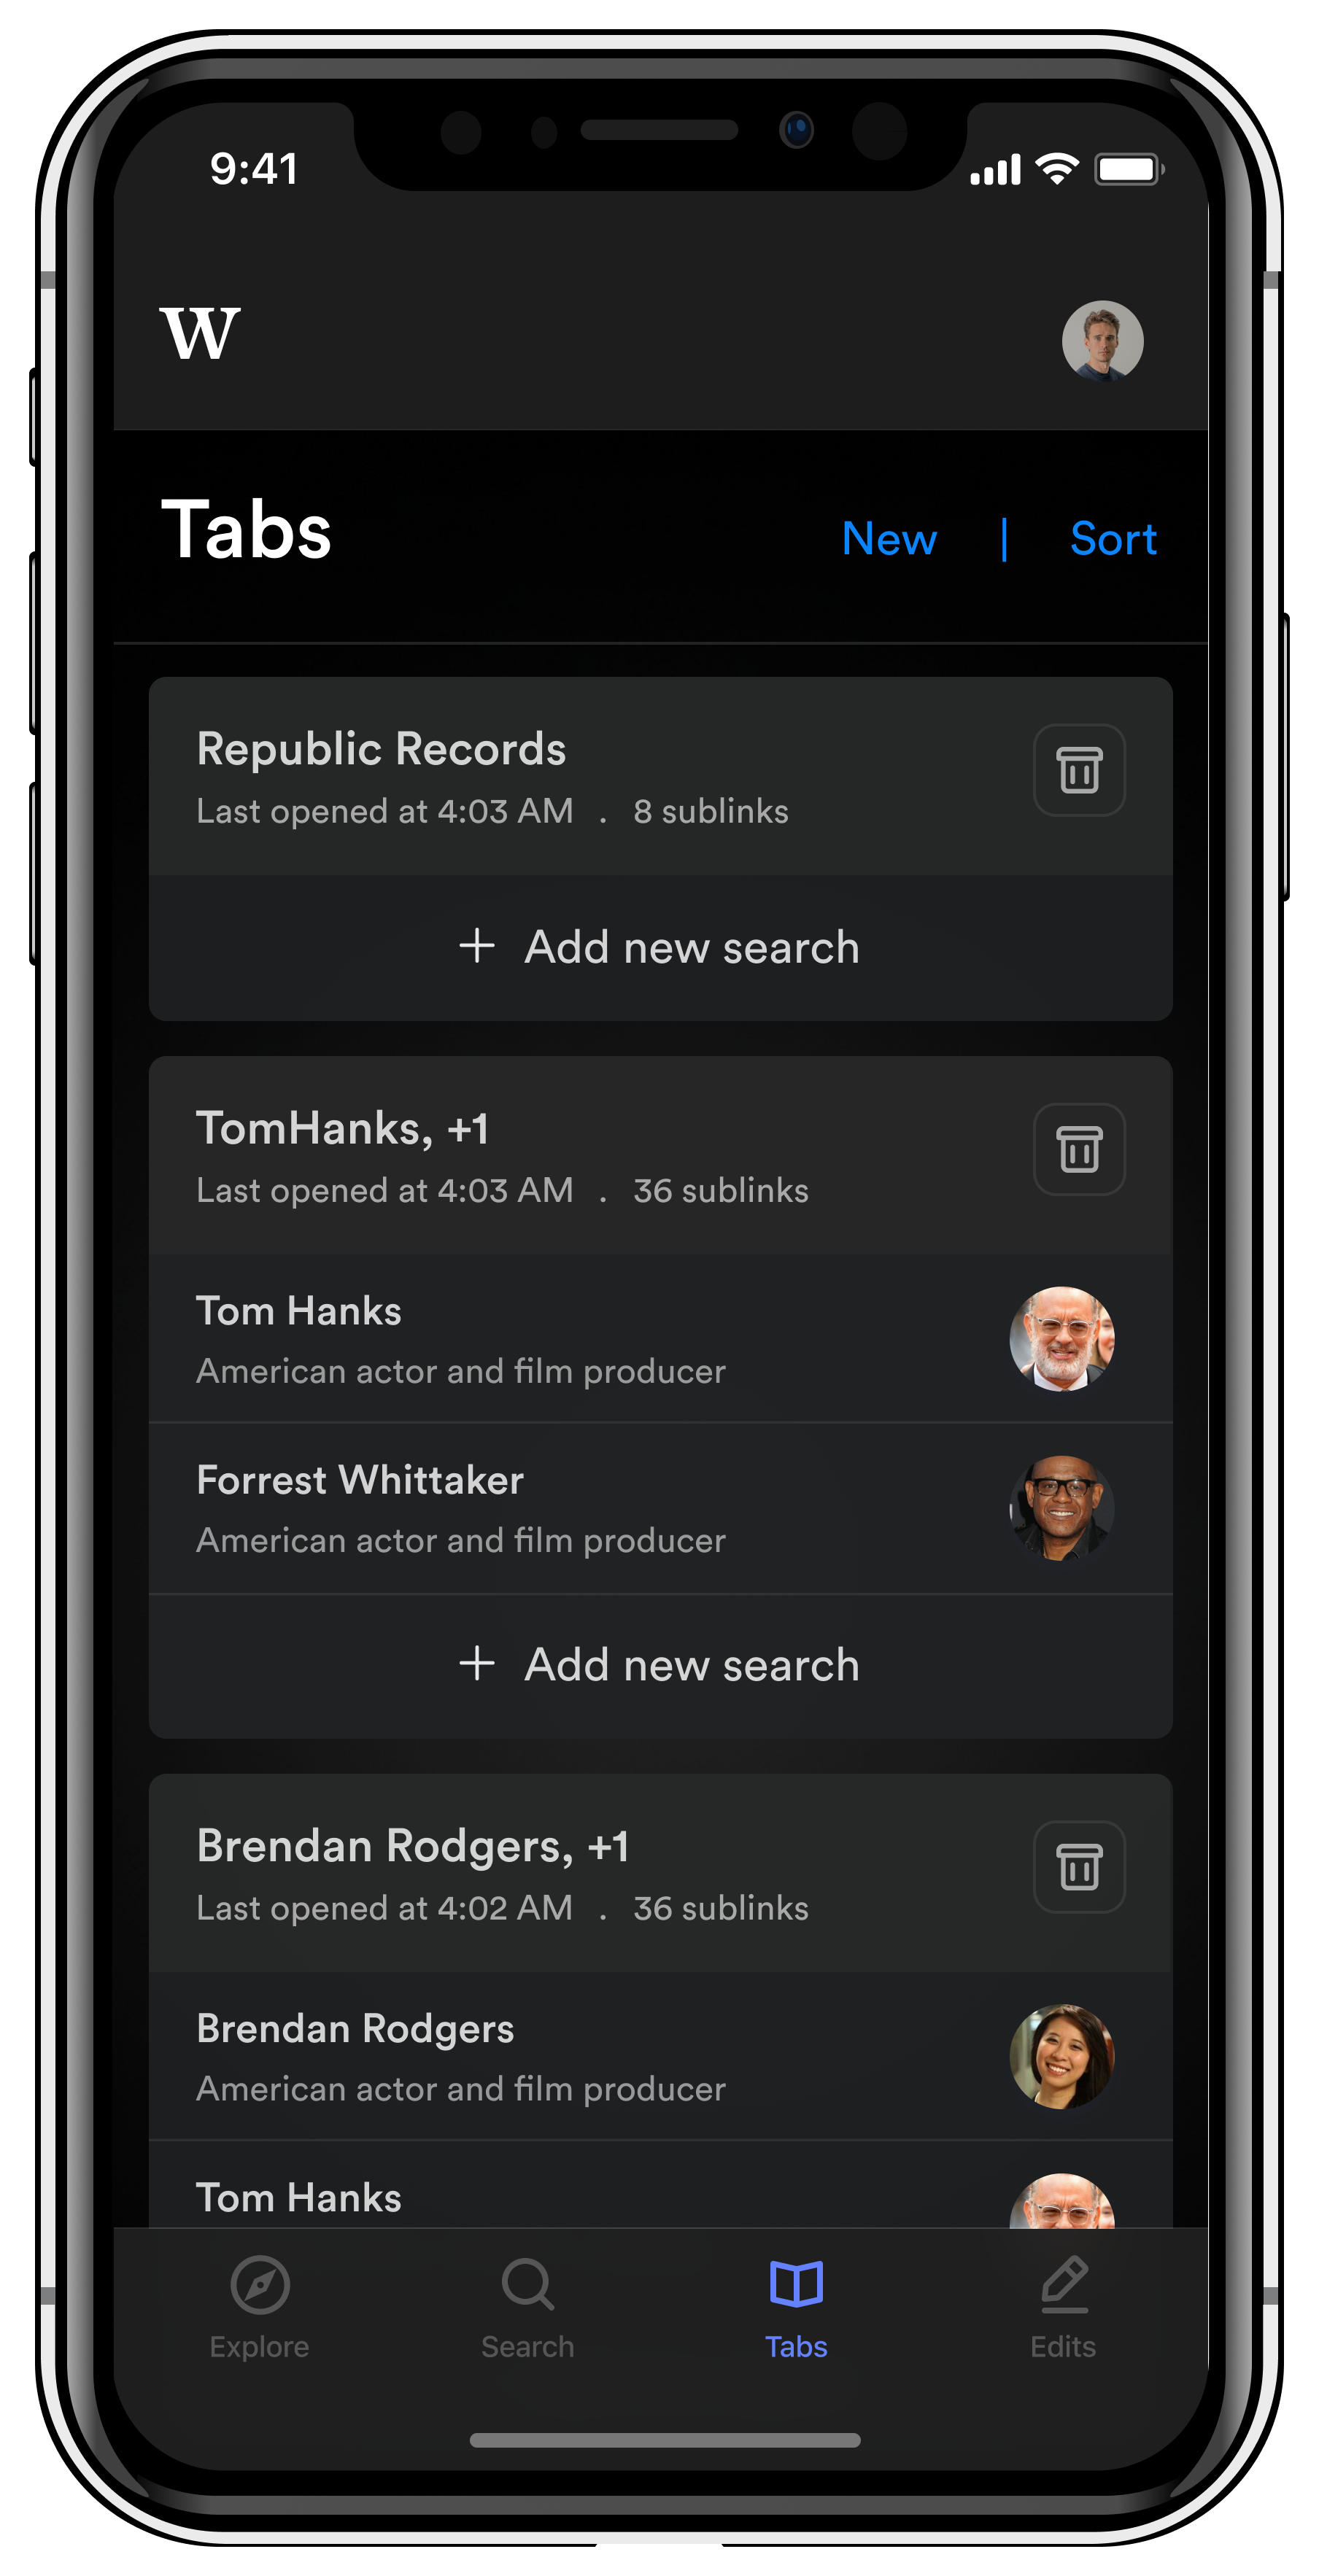 9:41
W
Tabs
New | Sort
Republic Records
Last opened at 4:03 AM . 8 sublinks
+ Add new search
TomHanks, +1
Last opened at 4:03 AM . 36 sublinks
Tom Hanks
American actor and film producer
Forrest Whittaker
American actor and film producer
+ Add new search
Brendan Rodgers, +1
Last opened at 4:02 AM . 36 sublinks
Brendan Rodgers
American actor and film producer
Tom Hanks
Explore Search Tabs Edits